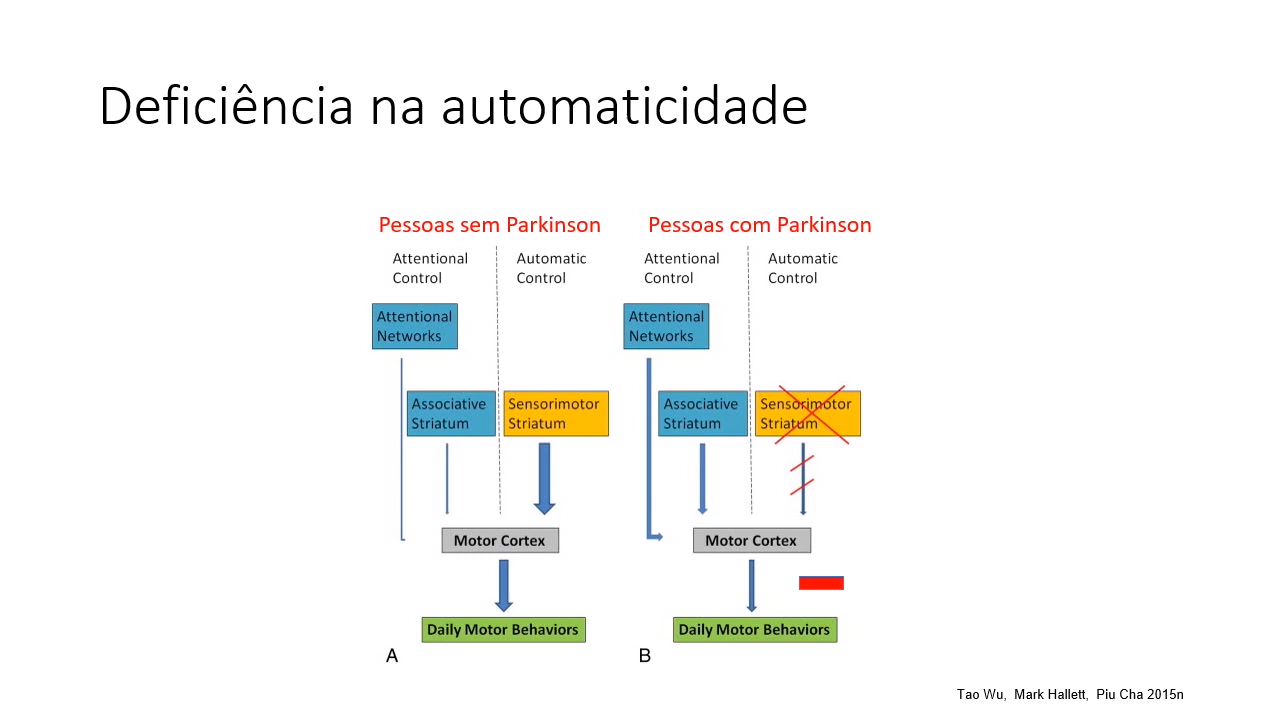 Deficiência na automaticidade
Pessoas sem Parkinson
Attentional
Control
Automatic
Control
Attentional
Networks
Associative
Striatum
Sensorimotor
Striatum
Motor Cortex
Daily Motor Behaviors
A
Pessoas com Parkinson
Attentional
Control
Automatic
Control
Attentional
Networks
Associative
Striatum
Sensorimotor
Striatum
Motor Cortex
Daily Motor Behaviors
B
Tao Wu, Mark Hallett, Piu Cha 2015n